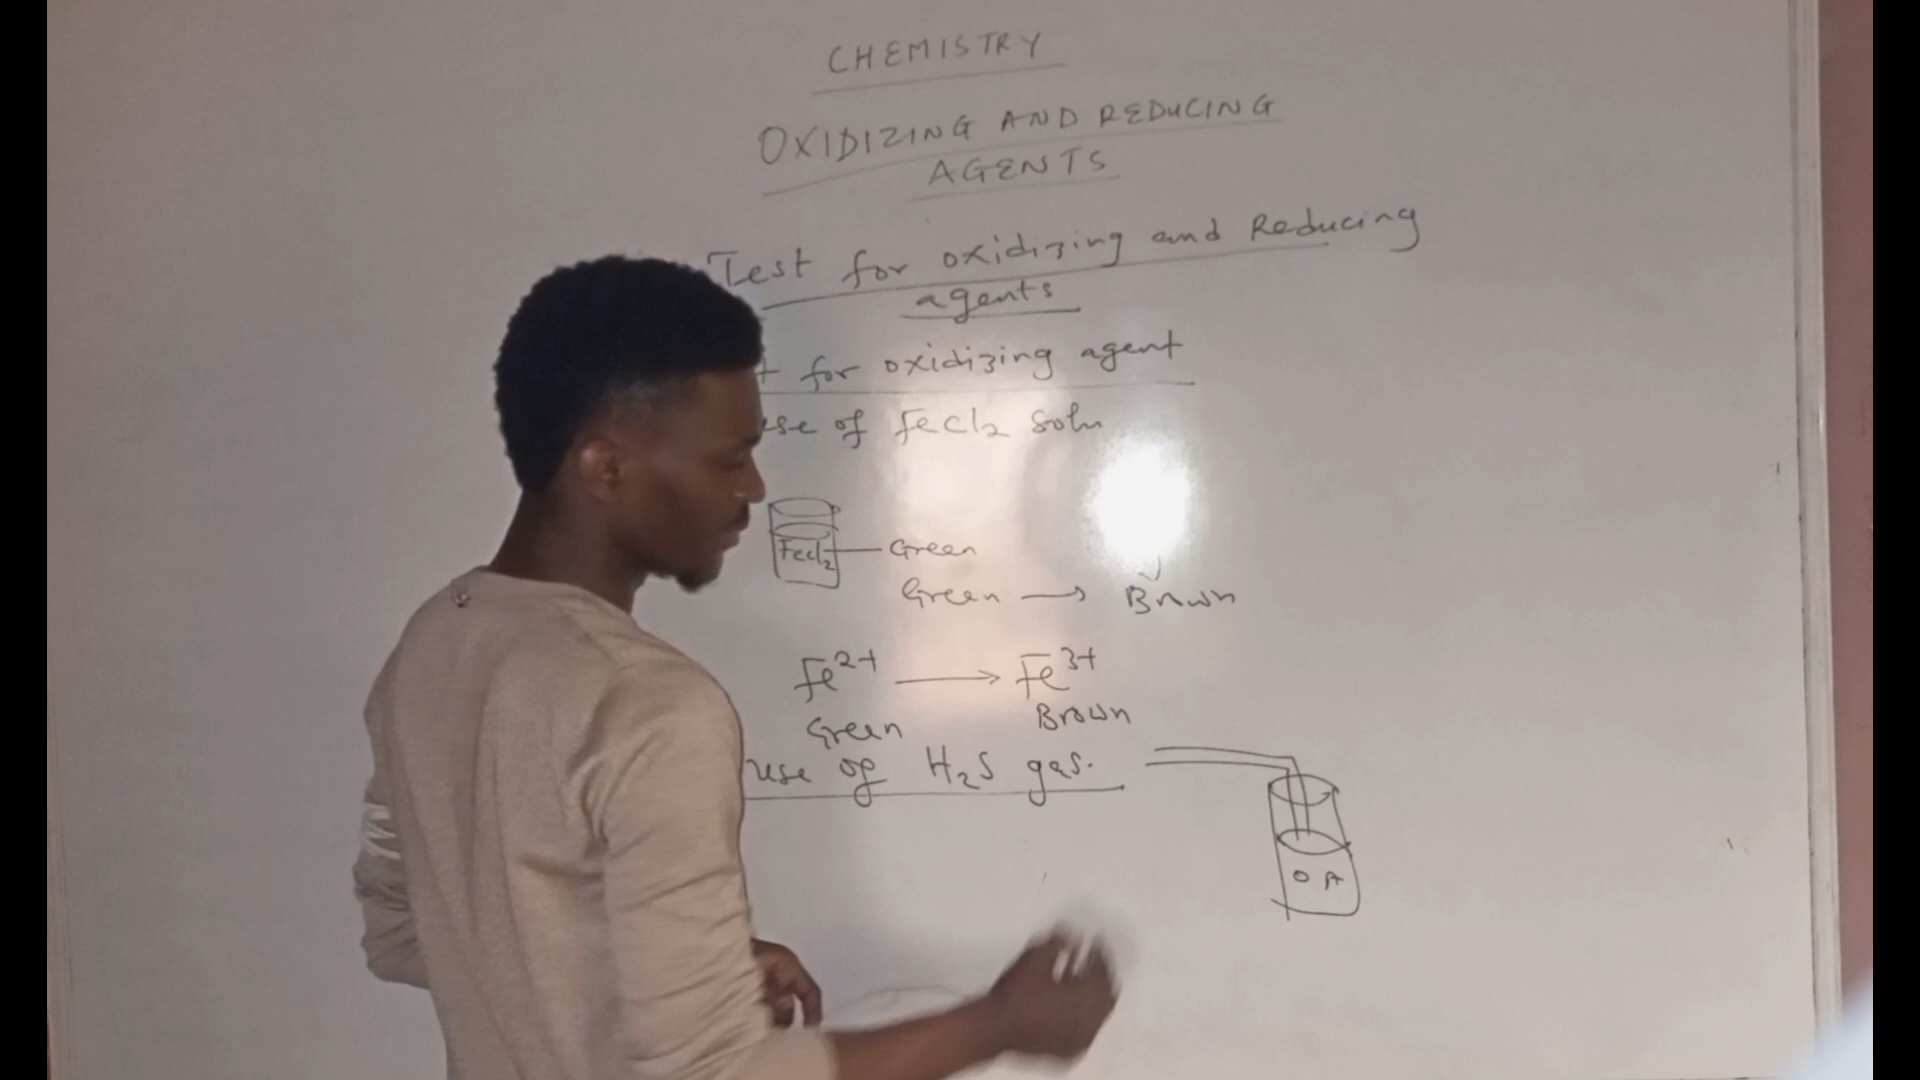 CHEMISTRY
OXIDIZING AND REDUCING
AGENTS
Test for oxidizing and Reducing
agents
for oxidizing agent
of FeCl2 Soln
FeCl2 Green
Green → Brown
Fe2+ → Fe3+
Green Brown
use of H2S gas.
OA